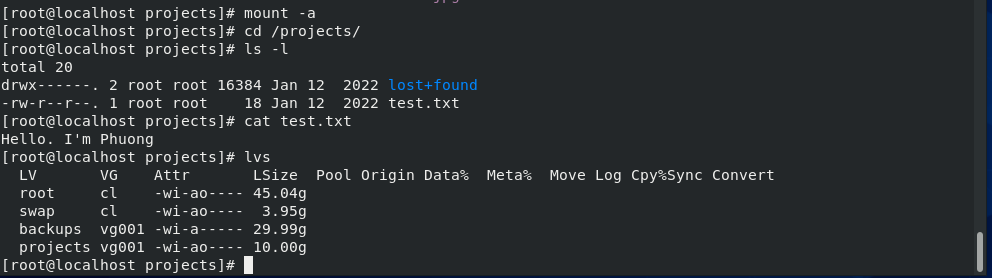 [root@localhost projects]# mount -a
[root@localhost projects]# cd /projects/
[root@localhost projects]# ls -l
total 20
drwx------. 2 root root 16384 Jan 12  2022 lost+found
-rw-r--r--. 1 root root    18 Jan 12  2022 test.txt
[root@localhost projects]# cat test.txt
Hello. I'm Phuong
[root@localhost projects]# lvs
  LV       VG    Attr       LSize  Pool Origin Data%  Meta%  Move Log Cpy%Sync Convert
  root     cl    -wi-ao---- 45.04g
  swap     cl    -wi-ao----  3.95g
  backups  vg001 -wi-a----- 29.99g
  projects vg001 -wi-ao---- 10.00g
[root@localhost projects]#